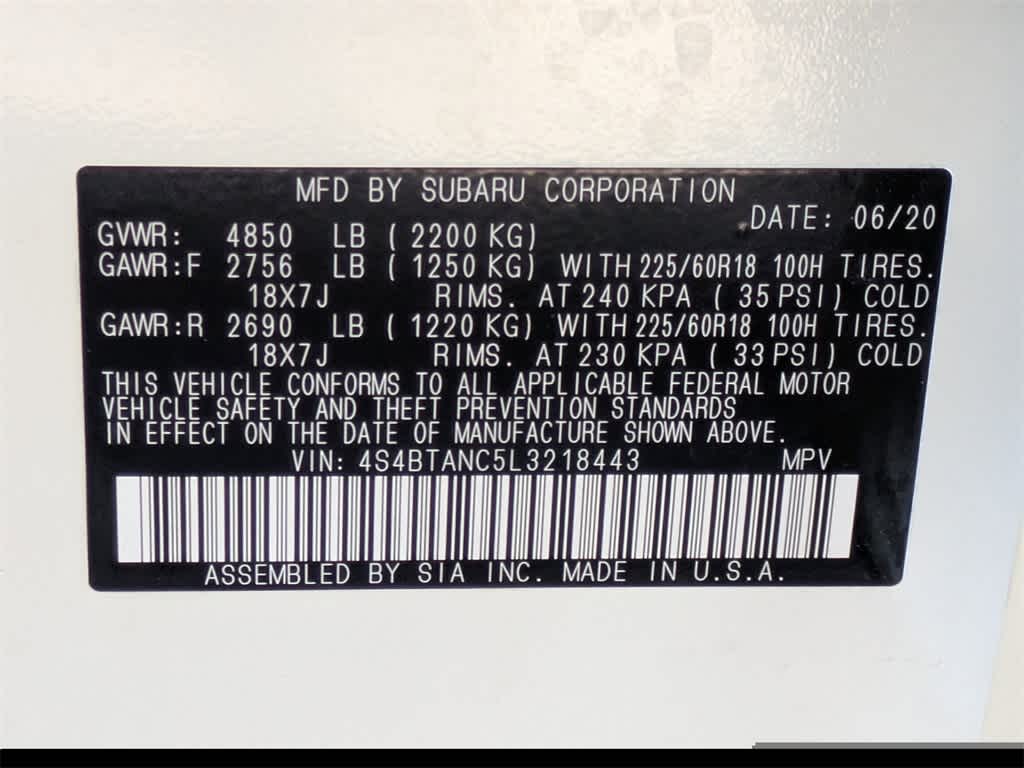 MFD BY SUBARU CORPORATION
DATE: 06/20
GVWR: 4850 LB ( 2200 KG)
GAWR:F 2756 LB ( 1250 KG) WITH 225/60R18 100H TIRES.
18X7J RIMS. AT 240 KPA ( 35 PSI) COLD
GAWR:R 2690 LB ( 1220 KG) WITH 225/60R18 100H TIRES.
18X7J RIMS. AT 230 KPA ( 33 PSI) COLD
THIS VEHICLE CONFORMS TO ALL APPLICABLE FEDERAL MOTOR
VEHICLE SAFETY AND THEFT PREVENTION STANDARDS
IN EFFECT ON THE DATE OF MANUFACTURE SHOWN ABOVE.
VIN: 4S4BTANC5L3218443 MPV
ASSEMBLED BY SIA INC. MADE IN U.S.A.